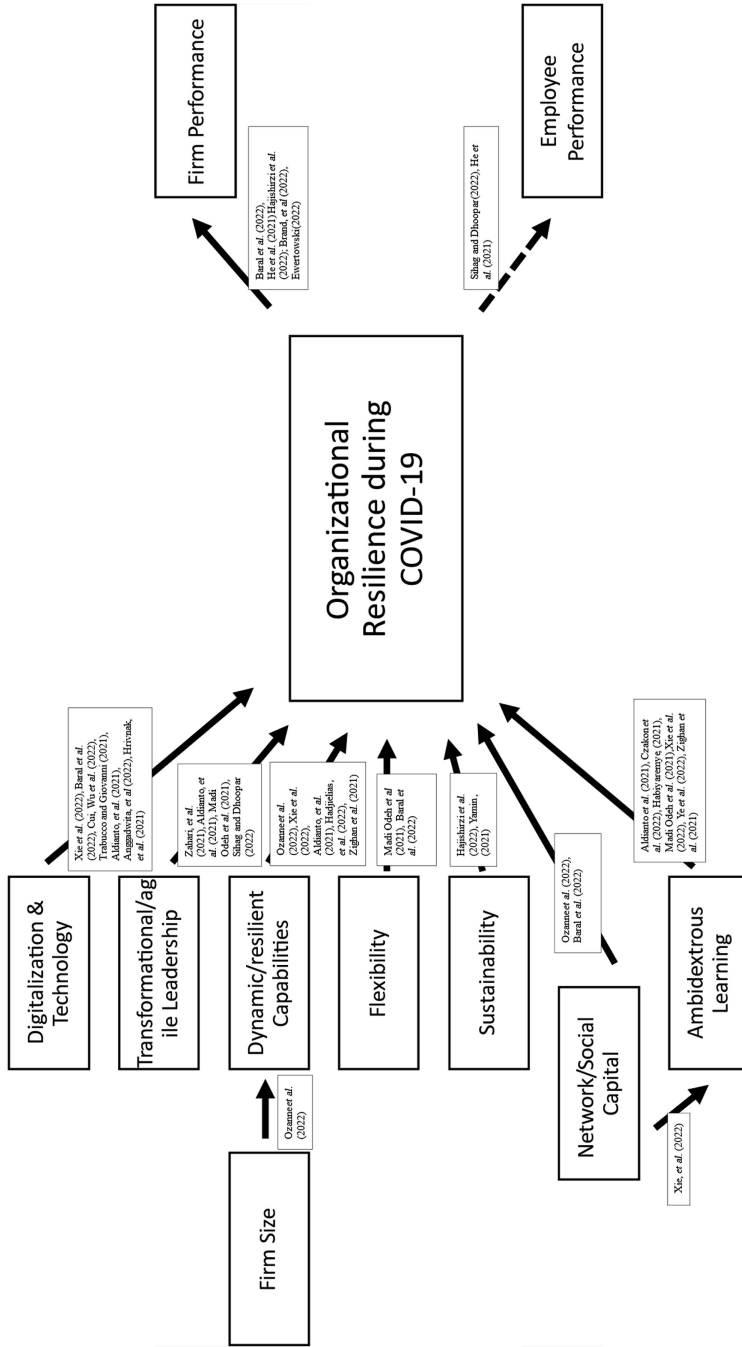 Digitalization &
Technology
Transformational/ag
ile Leadership
Dynamic/resilient
Capabilities
Flexibility
Sustainability
Network/Social
Capital
Ambidextrous
Learning
Firm Size
Ozanne et al.
(2022)
Xie, et al. (2022)
Xie et al. (2022), Baral et al.
(2022), Cui, Wu et al. (2022),
Trabucco and Giovanni (2021),
Aldianto, et al. (2021),
Anggadwita, et al (2022), Hrivnak,
et al. (2021)
Zahari, et al.
(2021), Aldianto, et
al. (2021), Madi
Odeh et al. (2021),
Sihag and Dhoopar
(2022)
Ozanne et al.
(2022), Xie et al.
(2022),
Aldianto, et al.
(2021), Hadjielias,
et al. (2022),
Zighan et al. (2021)
Madi Odeh et al
(2021), Baral et
al. (2022)
Hajishirzi et al.
(2022), Yamin,
(2021)
Ozanne et al. (2022),
Baral et al. (2022)
Aldianto et al. (2021), Czakon et
al. (2022), Habiyaremye, (2021),
Madi Odeh et al. (2021), Xie et al.
(2022), Ye et al. (2022), Zighan et
al. (2021)
Organizational
Resilience during
COVID-19
Baral et al. (2022),
He et al. (2021) Hajishirzi et al.
(2022); Brand, et al (2022),
Ewertowski(2022)
Firm Performance
Sihag and Dhoopar(2022), He et
al. (2021)
Employee
Performance